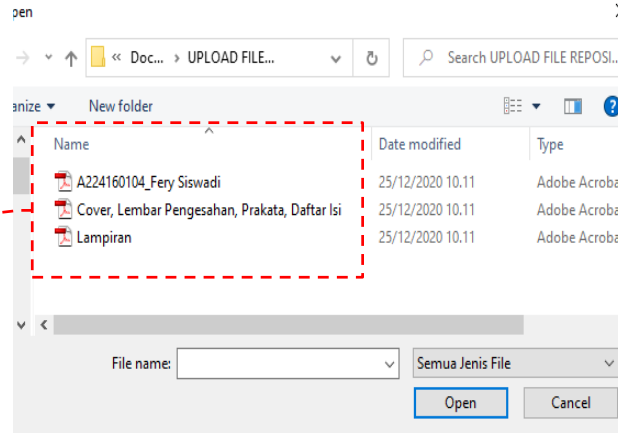 pen
« Doc... › UPLOAD FILE...
Search UPLOAD FILE REPOSI...
anize
New folder
Name Date modified Type
A224160104_Fery Siswadi 25/12/2020 10.11 Adobe Acroba
Cover, Lembar Pengesahan, Prakata, Daftar Isi 25/12/2020 10.11 Adobe Acroba
Lampiran 25/12/2020 10.11 Adobe Acroba
File name: Semua Jenis File
Open Cancel